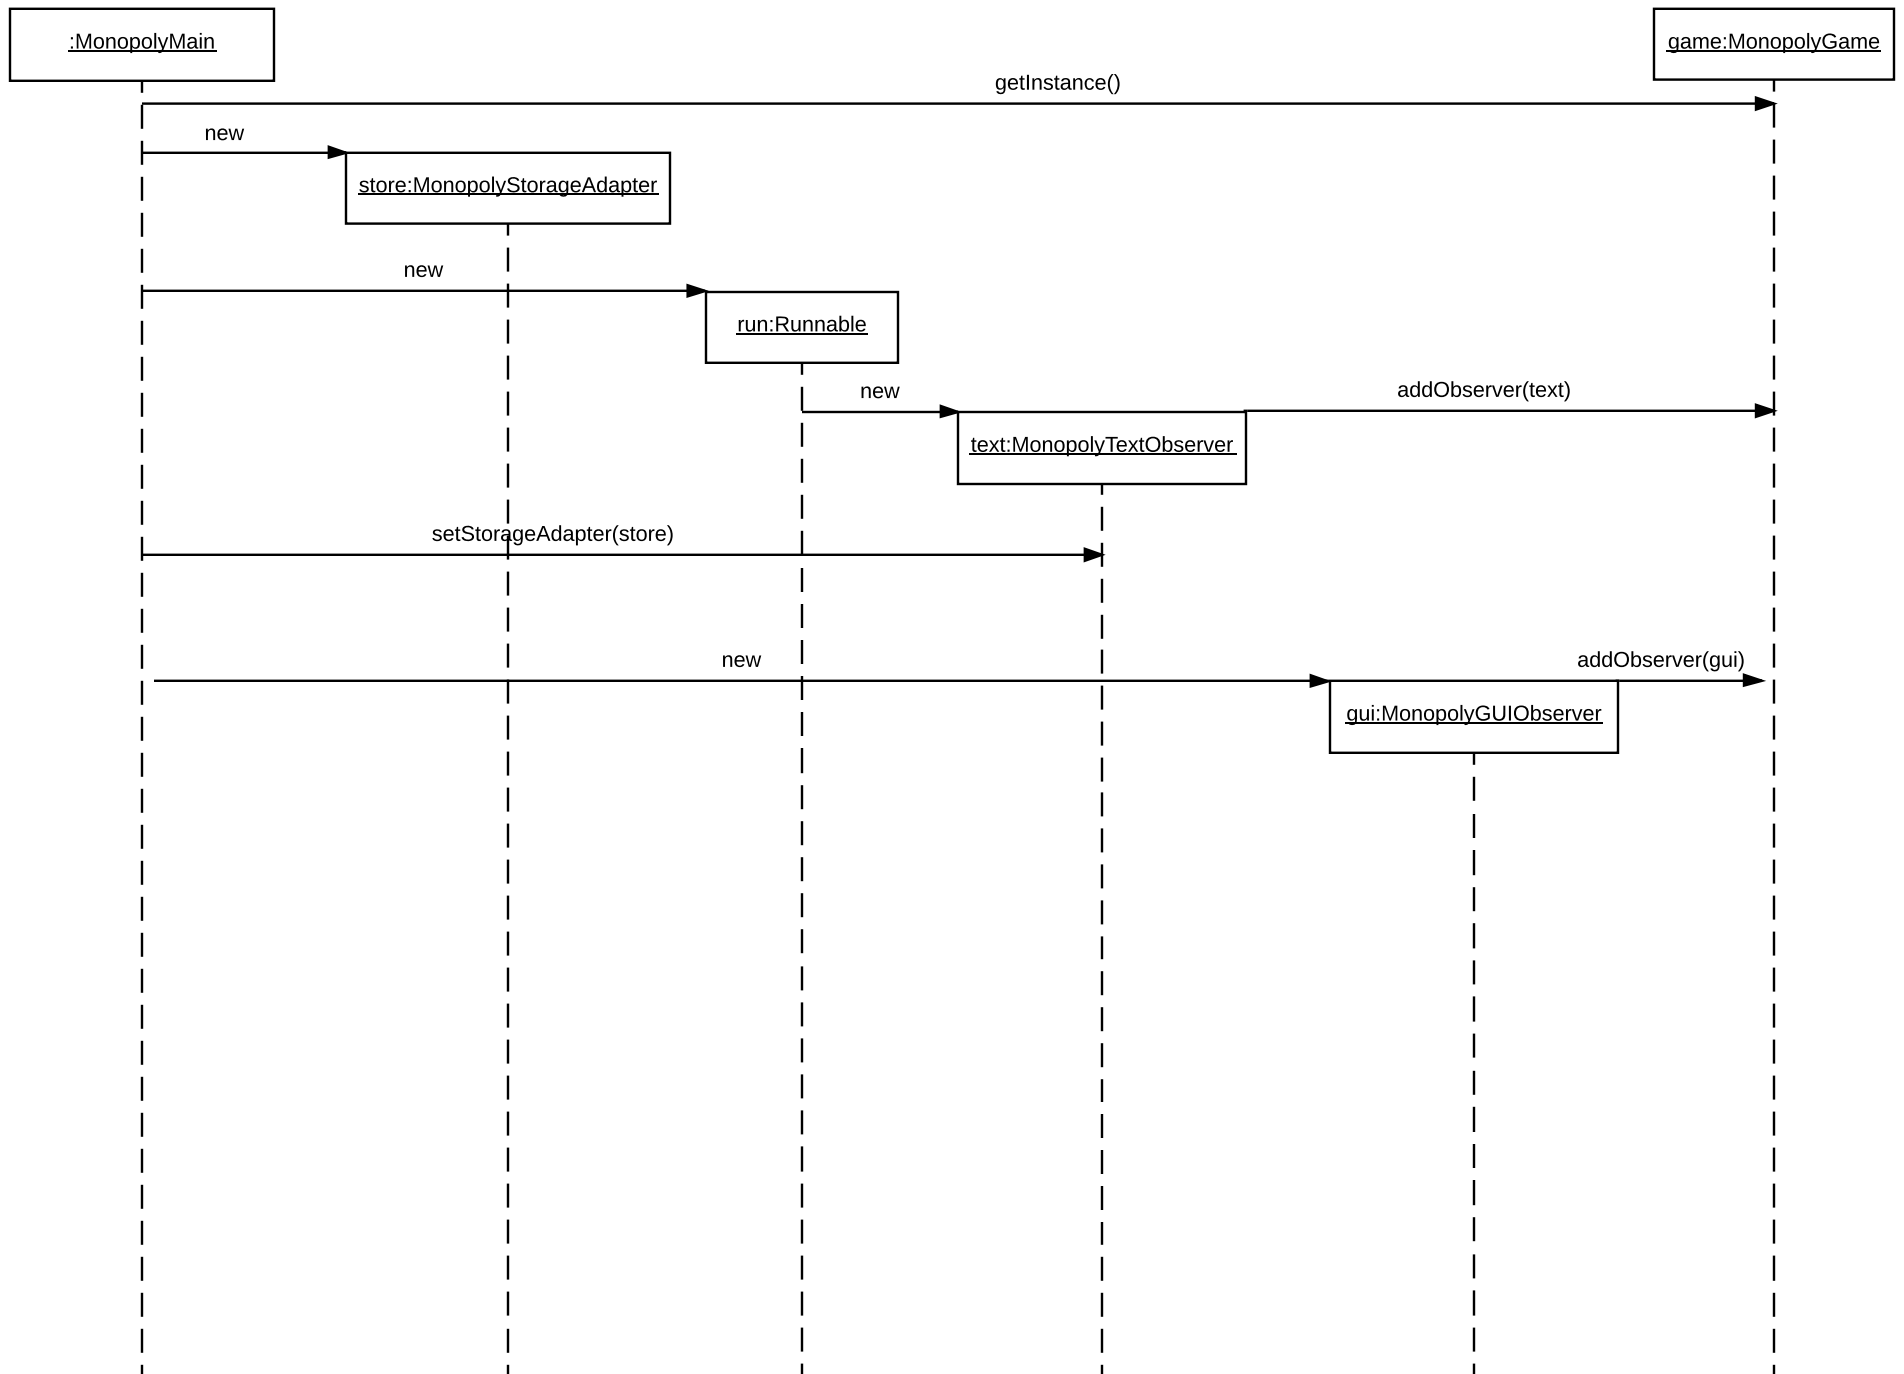 :MonopolyMain
game:MonopolyGame
getInstance()
new
store:MonopolyStorageAdapter
new
run:Runnable
new
addObserver(text)
text:MonopolyTextObserver
setStorageAdapter(store)
new
addObserver(gui)
gui:MonopolyGUIObserver